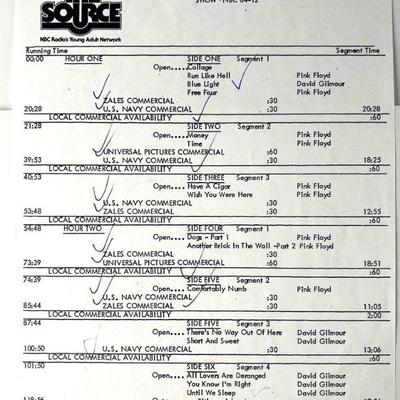 SHOW - NBC 84-12
THE
SOURCE
NBC Radio's Young Adult Network
Running Time Segment Time
00:00 HOUR ONE SIDE ONE Segment 1
Open....Collage
Run Like Hell Pink Floyd
Blue Light David Gilmour
Free Four Pink Floyd
ZALES COMMERCIAL :30
20:28 U.S. NAVY COMMERCIAL :30 20:28
LOCAL COMMERCIAL AVAILABILITY :60
21:28 SIDE TWO Segment 2
Open....Money Pink Floyd
Time Pink Floyd
UNIVERSAL PICTURES COMMERCIAL :60
39:53 U.S. NAVY COMMERCIAL :30 18:25
LOCAL COMMERCIAL AVAILABILITY :60
40:53 SIDE THREE Segment 3
Open....Have A Cigar Pink Floyd
Wish You Were Here Pink Floyd
U.S. NAVY COMMERCIAL :30
53:48 ZALES COMMERCIAL :30 12:55
LOCAL COMMERCIAL AVAILABILITY :60
54:48 HOUR TWO SIDE FOUR Segment 1
Open....Dogs - Part 1 Pink Floyd
Another Brick In The Wall -Part 2 Pink Floyd
ZALES COMMERCIAL :30
73:39 UNIVERSAL PICTURES COMMERCIAL :60 18:51
LOCAL COMMERCIAL AVAILABILITY :60
74:39 SIDE FIVE Segment 2
Open....Comfortably Numb Pink Floyd
U.S. NAVY COMMERCIAL :30
85:44 ZALES COMMERCIAL :30 11:05
LOCAL COMMERCIAL AVAILABILITY 2:00
87:44 SIDE FIVE Segment 3
Open....There's No Way Out Of Here David Gilmour
Short And Sweet David Gilmour
100:50 U.S. NAVY COMMERCIAL :30 13:06
LOCAL COMMERCIAL AVAILABILITY :60
101:50 SIDE SIX Segment 4
Open....All Lovers Are Deranged David Gilmour
You Know I'm Right David Gilmour
Until We Sleep David Gilmour